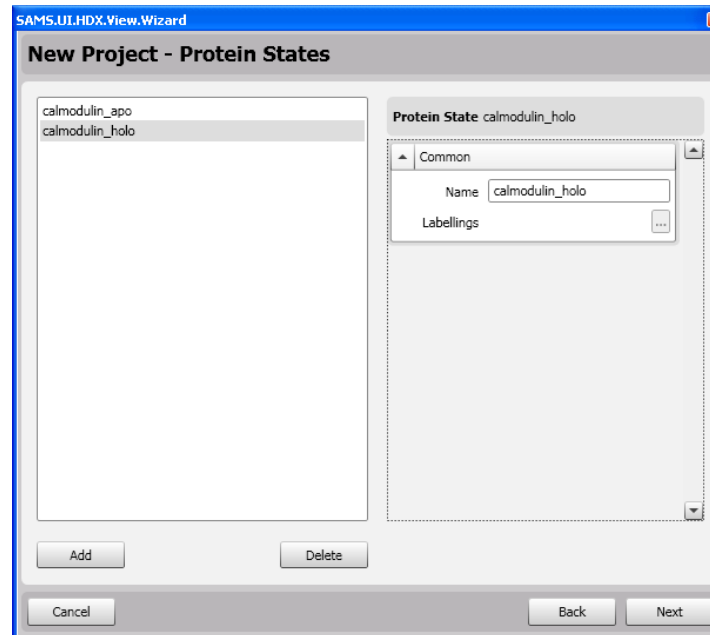 SAMS.UI.HDX.View.Wizard
New Project - Protein States
calmodulin_apo
calmodulin_holo
Protein State calmodulin_holo
Common
Name calmodulin_holo
Labellings ...
Add Delete
Cancel Back Next